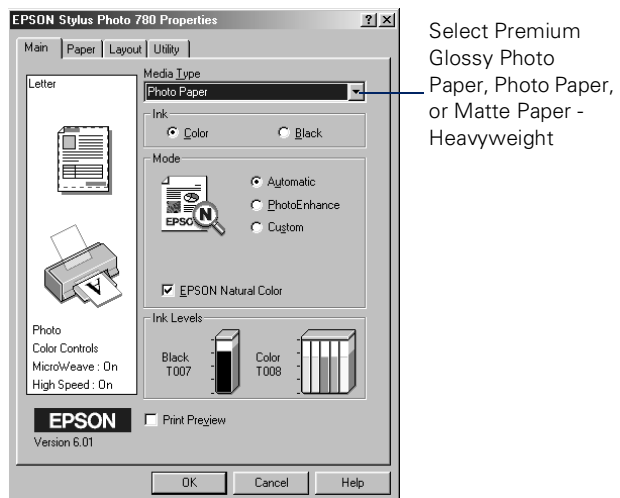 EPSON Stylus Photo 780 Properties
Main
Paper
Layout
Utility
Letter
Media Type
Photo Paper
Ink
Color
Black
Mode
EPSON
N
Automatic
PhotoEnhance
Custom
EPSON Natural Color
A
Photo
Color Controls
MicroWeave : On
High Speed : On
Ink Levels
Black
T007
Color
T008
EPSON
Version 6.01
Print Preview
OK
Cancel
Help
Select Premium
Glossy Photo
Paper, Photo Paper,
or Matte Paper -
Heavyweight